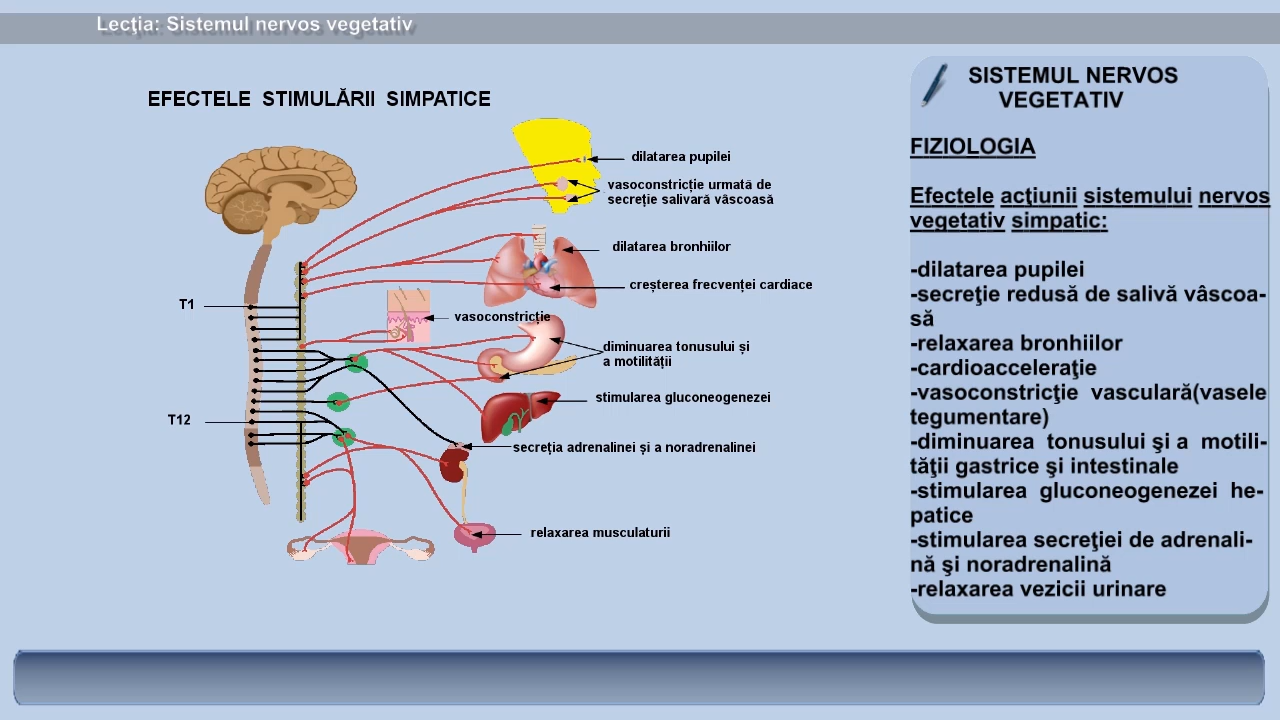 Lecţia: Sistemul nervos vegetativ
EFECTELE STIMULĂRII SIMPATICE
dilatarea pupilei
vasoconstricție urmată de
secreție salivară vâscoasă
dilatarea bronhiilor
creșterea frecvenței cardiace
T1
vasoconstricție
diminuarea tonusului și
a motilității
stimularea gluconeogenezei
T12
secreția adrenalinei și a noradrenalinei
relaxarea musculaturii
SISTEMUL NERVOS
VEGETATIV
FIZIOLOGIA
Efectele acţiunii sistemului nervos
vegetativ simpatic:
-dilatarea pupilei
-secreţie redusă de salivă vâscoa-
să
-relaxarea bronhiilor
-cardioacceleraţie
-vasoconstricţie vasculară(vasele
tegumentare)
-diminuarea tonusului şi a motili-
tăţii gastrice şi intestinale
-stimularea gluconeogenezei he-
patice
-stimularea secreţiei de adrenali-
nă şi noradrenalină
-relaxarea vezicii urinare